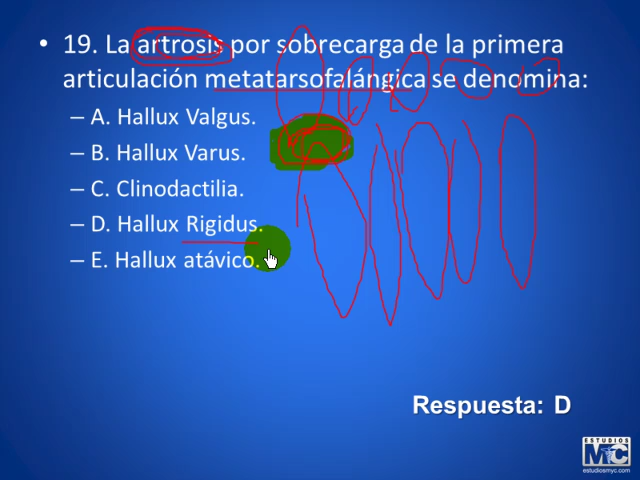 • 19. La artrosis por sobrecarga de la primera
articulación metatarsofalángica se denomina:
– A. Hallux Valgus.
– B. Hallux Varus.
– C. Clinodactilia.
– D. Hallux Rigidus.
– E. Hallux atávico.
Respuesta: D
ESTUDIOS
MyC
estudiosmyc.com